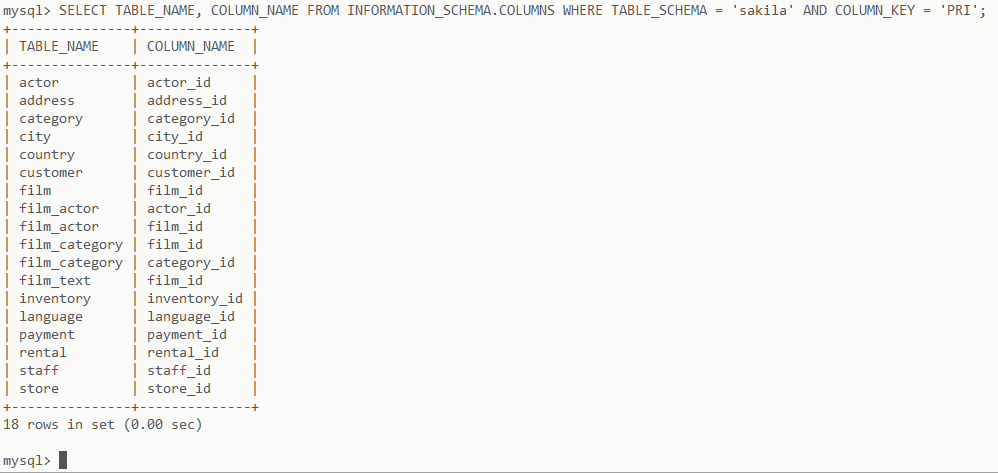 mysql> SELECT TABLE_NAME, COLUMN_NAME FROM INFORMATION_SCHEMA.COLUMNS WHERE TABLE_SCHEMA = 'sakila' AND COLUMN_KEY = 'PRI';
+---------------+--------------+
| TABLE_NAME    | COLUMN_NAME  |
+---------------+--------------+
| actor         | actor_id     |
| address       | address_id   |
| category      | category_id  |
| city          | city_id      |
| country       | country_id   |
| customer      | customer_id  |
| film          | film_id      |
| film_actor    | actor_id     |
| film_actor    | film_id      |
| film_category | film_id      |
| film_category | category_id  |
| film_text     | film_id      |
| inventory     | inventory_id |
| language      | language_id  |
| payment       | payment_id   |
| rental        | rental_id    |
| staff         | staff_id     |
| store         | store_id     |
+---------------+--------------+
18 rows in set (0.00 sec)
mysql>